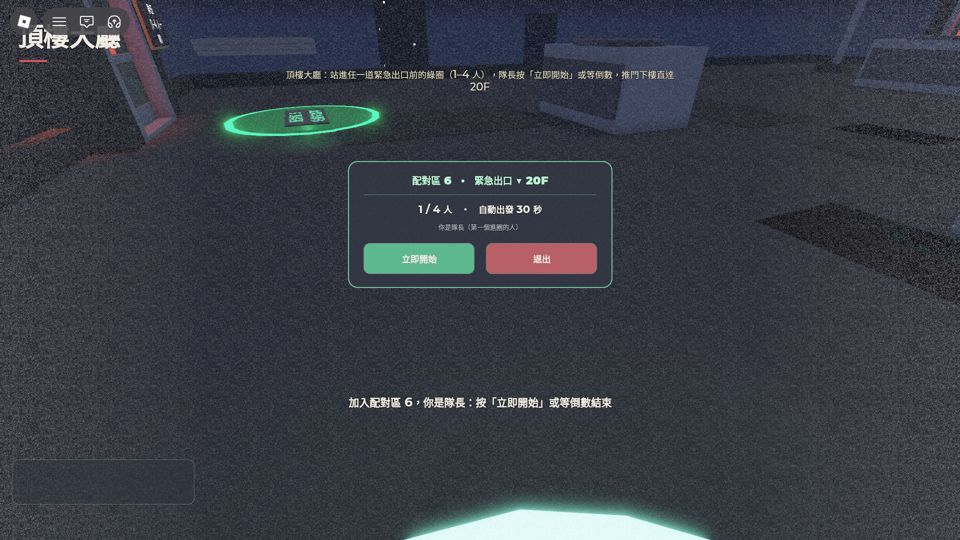 頂樓大廳
頂樓大廳：站進任一道緊急出口前的綠圈（1–4 人），隊長按「立即開始」或等倒數，推門下樓直達
20F
配對區 6 • 緊急出口 ▼ 20F
1 / 4 人 • 自動出發 30 秒
你是隊長（第一個進圈的人）
立即開始
退出
加入配對區 6，你是隊長：按「立即開始」或等倒數結束